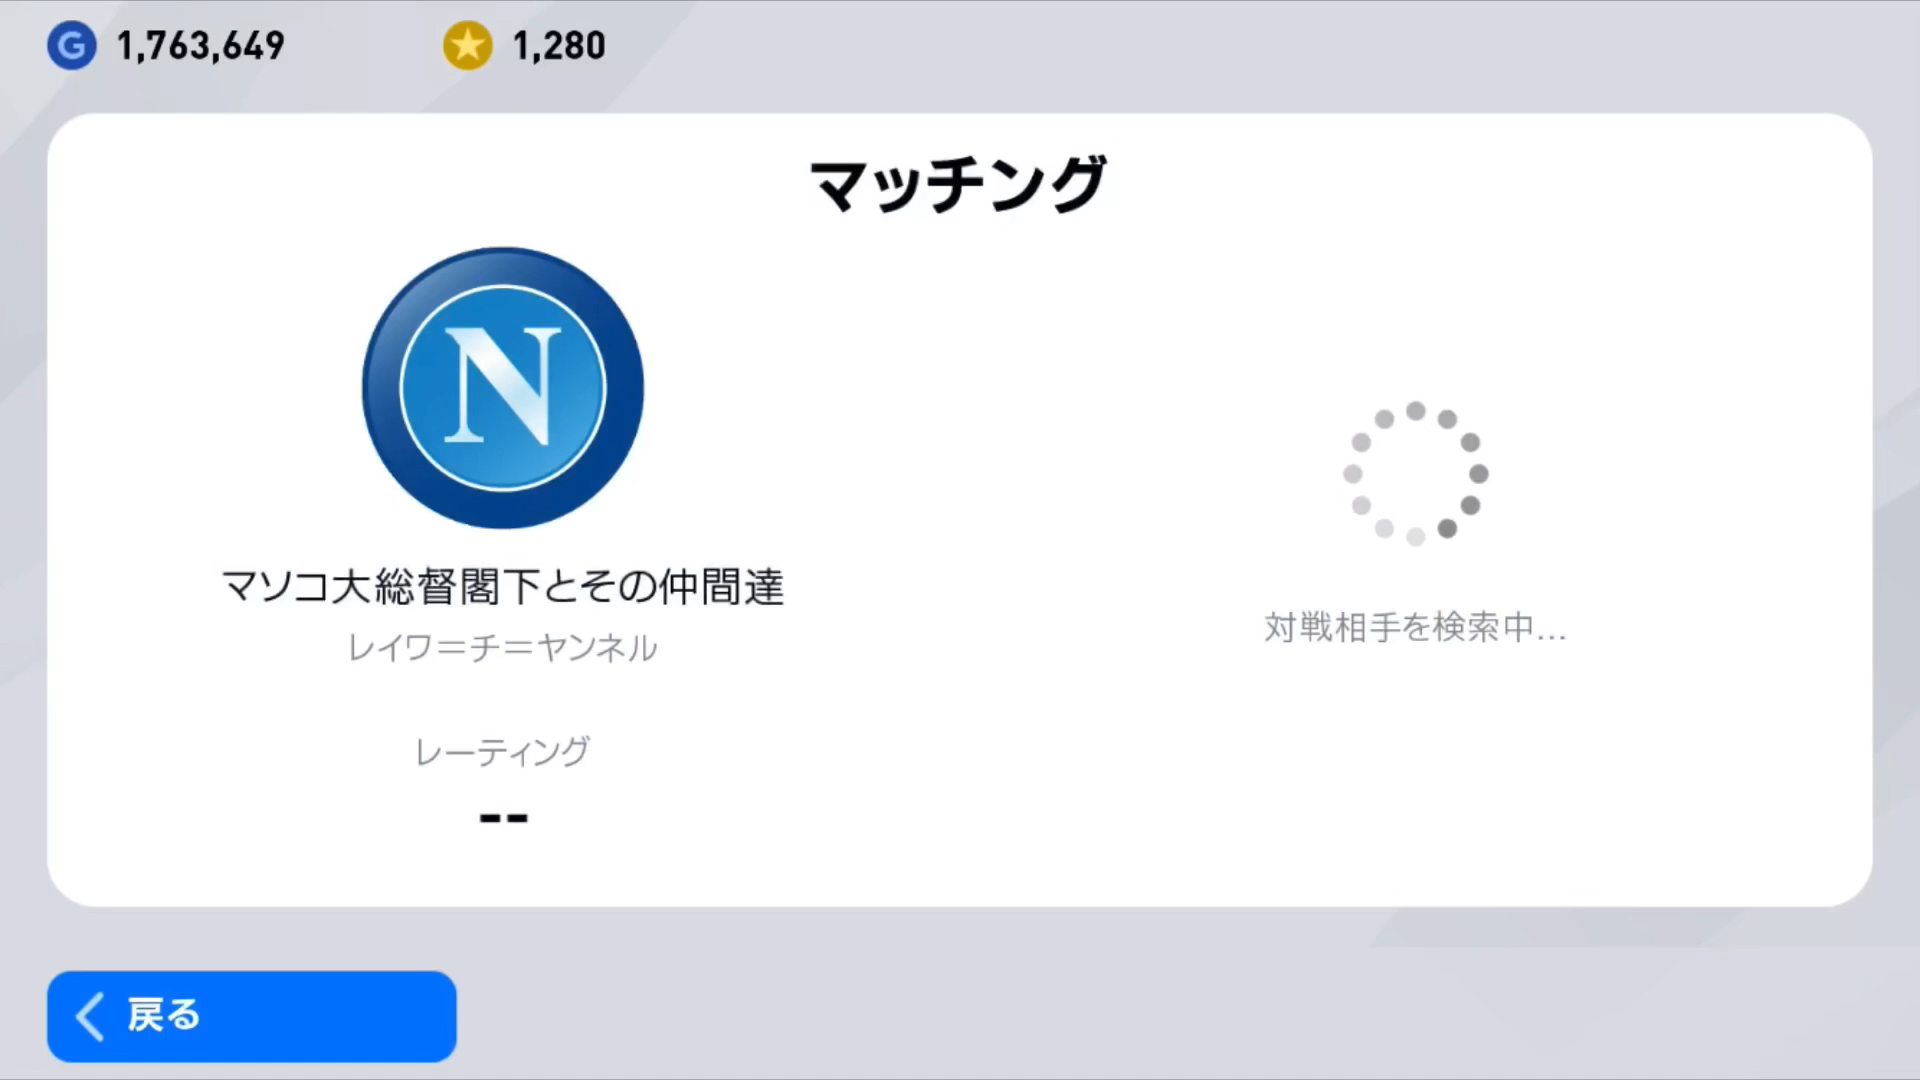 G 1,763,649
1,280
マッチング
N
マソコ大総督閣下とその仲間達
レイワ＝チ＝ヤンネル
レーティング
--
対戦相手を検索中...
戻る